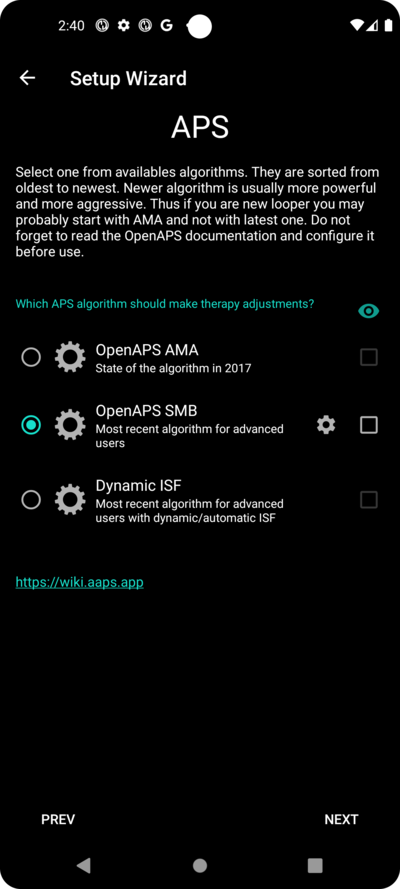 2:40
Setup Wizard
APS
Select one from availables algorithms. They are sorted from
oldest to newest. Newer algorithm is usually more powerful
and more aggressive. Thus if you are new looper you may
probably start with AMA and not with latest one. Do not
forget to read the OpenAPS documentation and configure it
before use.
Which APS algorithm should make therapy adjustments?
OpenAPS AMA
State of the algorithm in 2017
OpenAPS SMB
Most recent algorithm for advanced
users
Dynamic ISF
Most recent algorithm for advanced
users with dynamic/automatic ISF
https://wiki.aaps.app
PREV
NEXT